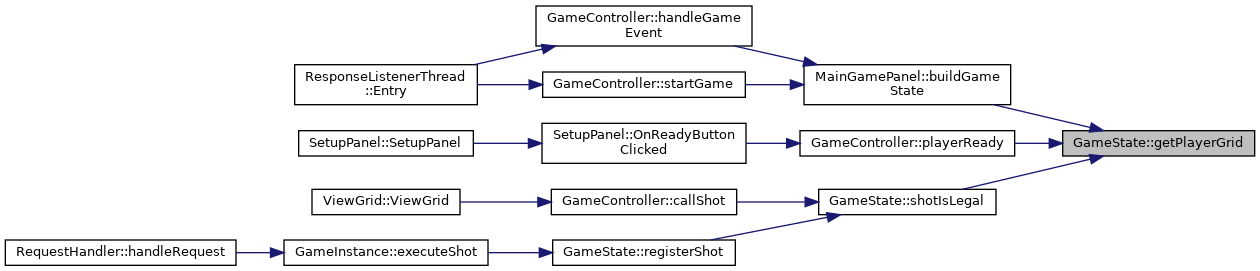 GameController::handleGame
Event
ResponseListenerThread
::Entry
GameController::startGame
MainGamePanel::buildGame
State
SetupPanel::SetupPanel
SetupPanel::OnReadyButton
Clicked
GameController::playerReady
GameState::getPlayerGrid
ViewGrid::ViewGrid
GameController::callShot
GameState::shotIsLegal
RequestHandler::handleRequest
GameInstance::executeShot
GameState::registerShot